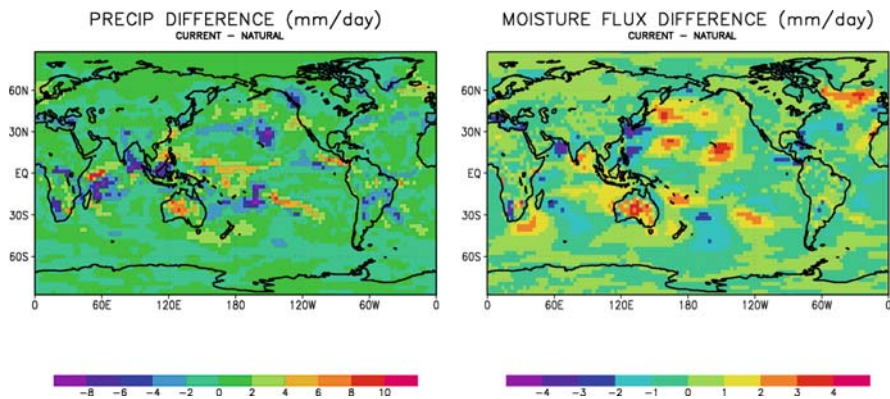 PRECIP DIFFERENCE (mm/day)
CURRENT – NATURAL
60N
30N
EQ
30S
60S
0 60E 120E 180 120W 60W 0
−8 −6 −4 −2 0 2 4 6 8 10
MOISTURE FLUX DIFFERENCE (mm/day)
CURRENT – NATURAL
60N
30N
EQ
30S
60S
0 60E 120E 180 120W 60W 0
−4 −3 −2 −1 0 1 2 3 4